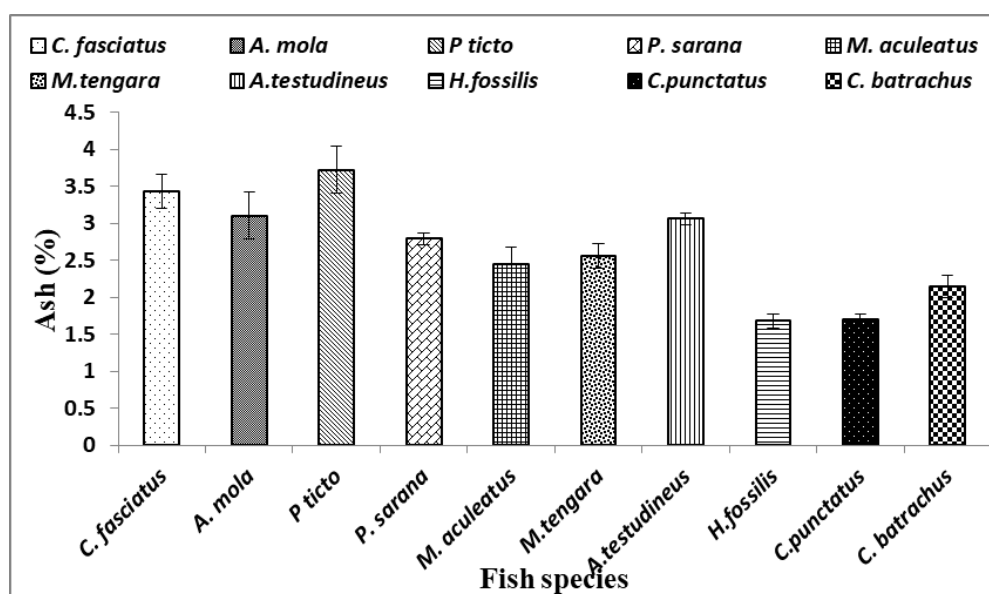 C. fasciatus A. mola P ticto P. sarana M. aculeatus
M.tengara A.testudineus H.fossilis C.punctatus C. batrachus
4.5
4
3.5
3
2.5
2
1.5
1
0.5
0
Ash (%)
C. fasciatus
A. mola
P ticto
P. sarana
M. aculeatus
M.tengara
A.testudineus
H.fossilis
C.punctatus
C. batrachus
Fish species